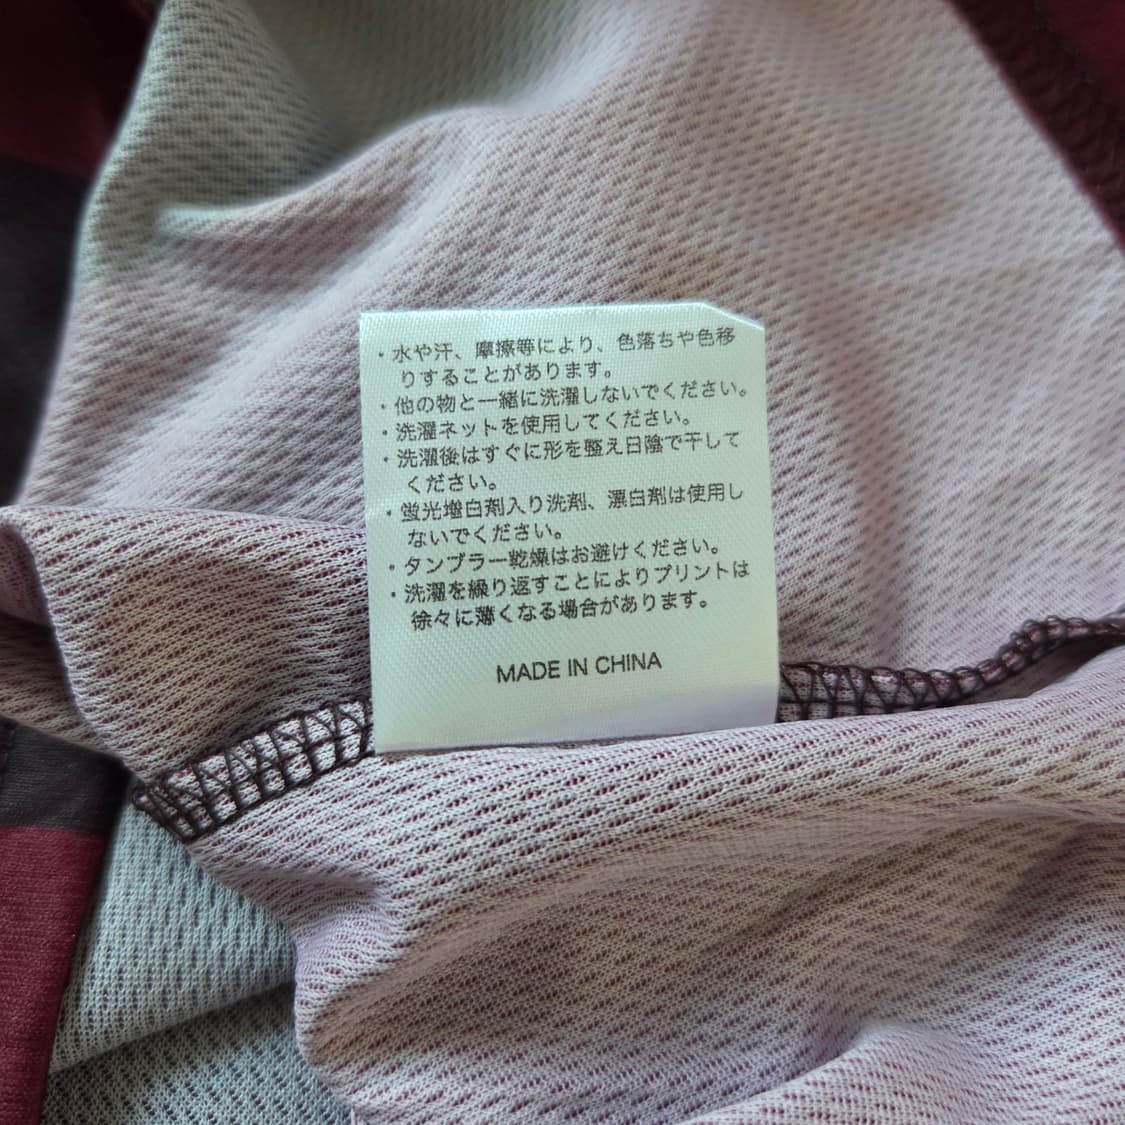 ・水や汗、摩擦等により、色落ちや色移
りすることがあります。
・他の物と一緒に洗濯しないでください。
・洗濯ネットを使用してください。
・洗濯後はすぐに形を整え日陰で干して
ください。
・蛍光増白剤入り洗剤、漂白剤は使用し
ないでください。
・タンブラー乾燥はお避けください。
・洗濯を繰り返すことによりプリントは
徐々に薄くなる場合があります。
MADE IN CHINA